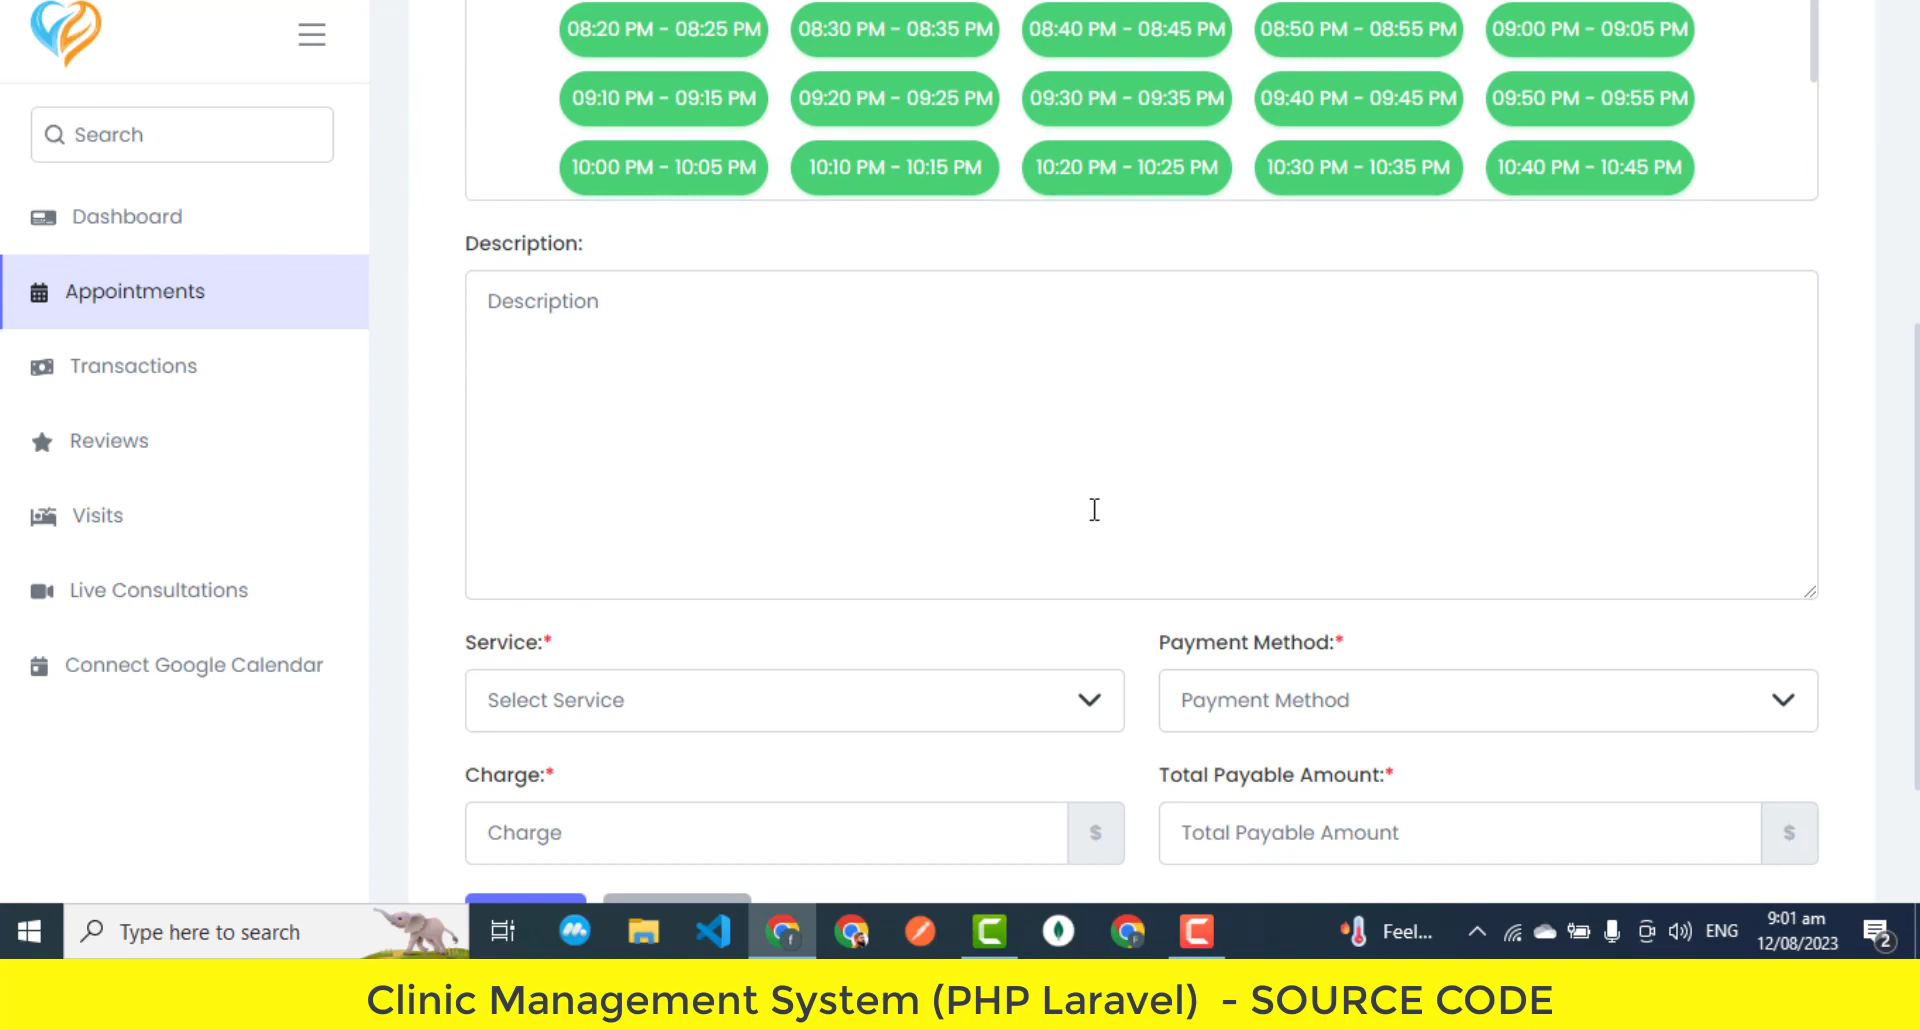 08:20 PM - 08:25 PM 08:30 PM - 08:35 PM 08:40 PM - 08:45 PM 08:50 PM - 08:55 PM 09:00 PM - 09:05 PM
09:10 PM - 09:15 PM 09:20 PM - 09:25 PM 09:30 PM - 09:35 PM 09:40 PM - 09:45 PM 09:50 PM - 09:55 PM
10:00 PM - 10:05 PM 10:10 PM - 10:15 PM 10:20 PM - 10:25 PM 10:30 PM - 10:35 PM 10:40 PM - 10:45 PM
Search
Dashboard
Appointments
Transactions
Reviews
Visits
Live Consultations
Connect Google Calendar
Description:
Description
Service:* Payment Method:*
Select Service Payment Method
Charge:* Total Payable Amount:*
Charge $ Total Payable Amount $
Type here to search Feel... ENG 9:01 am
12/08/2023 2
Clinic Management System (PHP Laravel) - SOURCE CODE